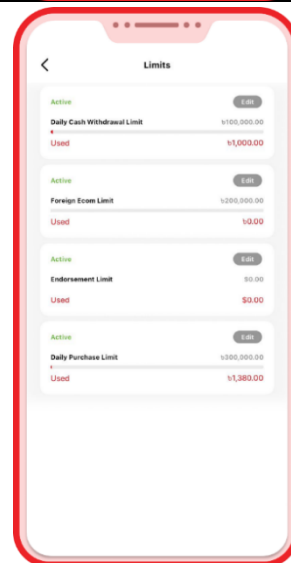 Limits
Active Edit
Daily Cash Withdrawal Limit ৳100,000.00
Used ৳1,000.00
Active Edit
Foreign Ecom Limit ৳200,000.00
Used ৳0.00
Active Edit
Endorsement Limit $0.00
Used $0.00
Active Edit
Daily Purchase Limit ৳300,000.00
Used ৳1,380.00